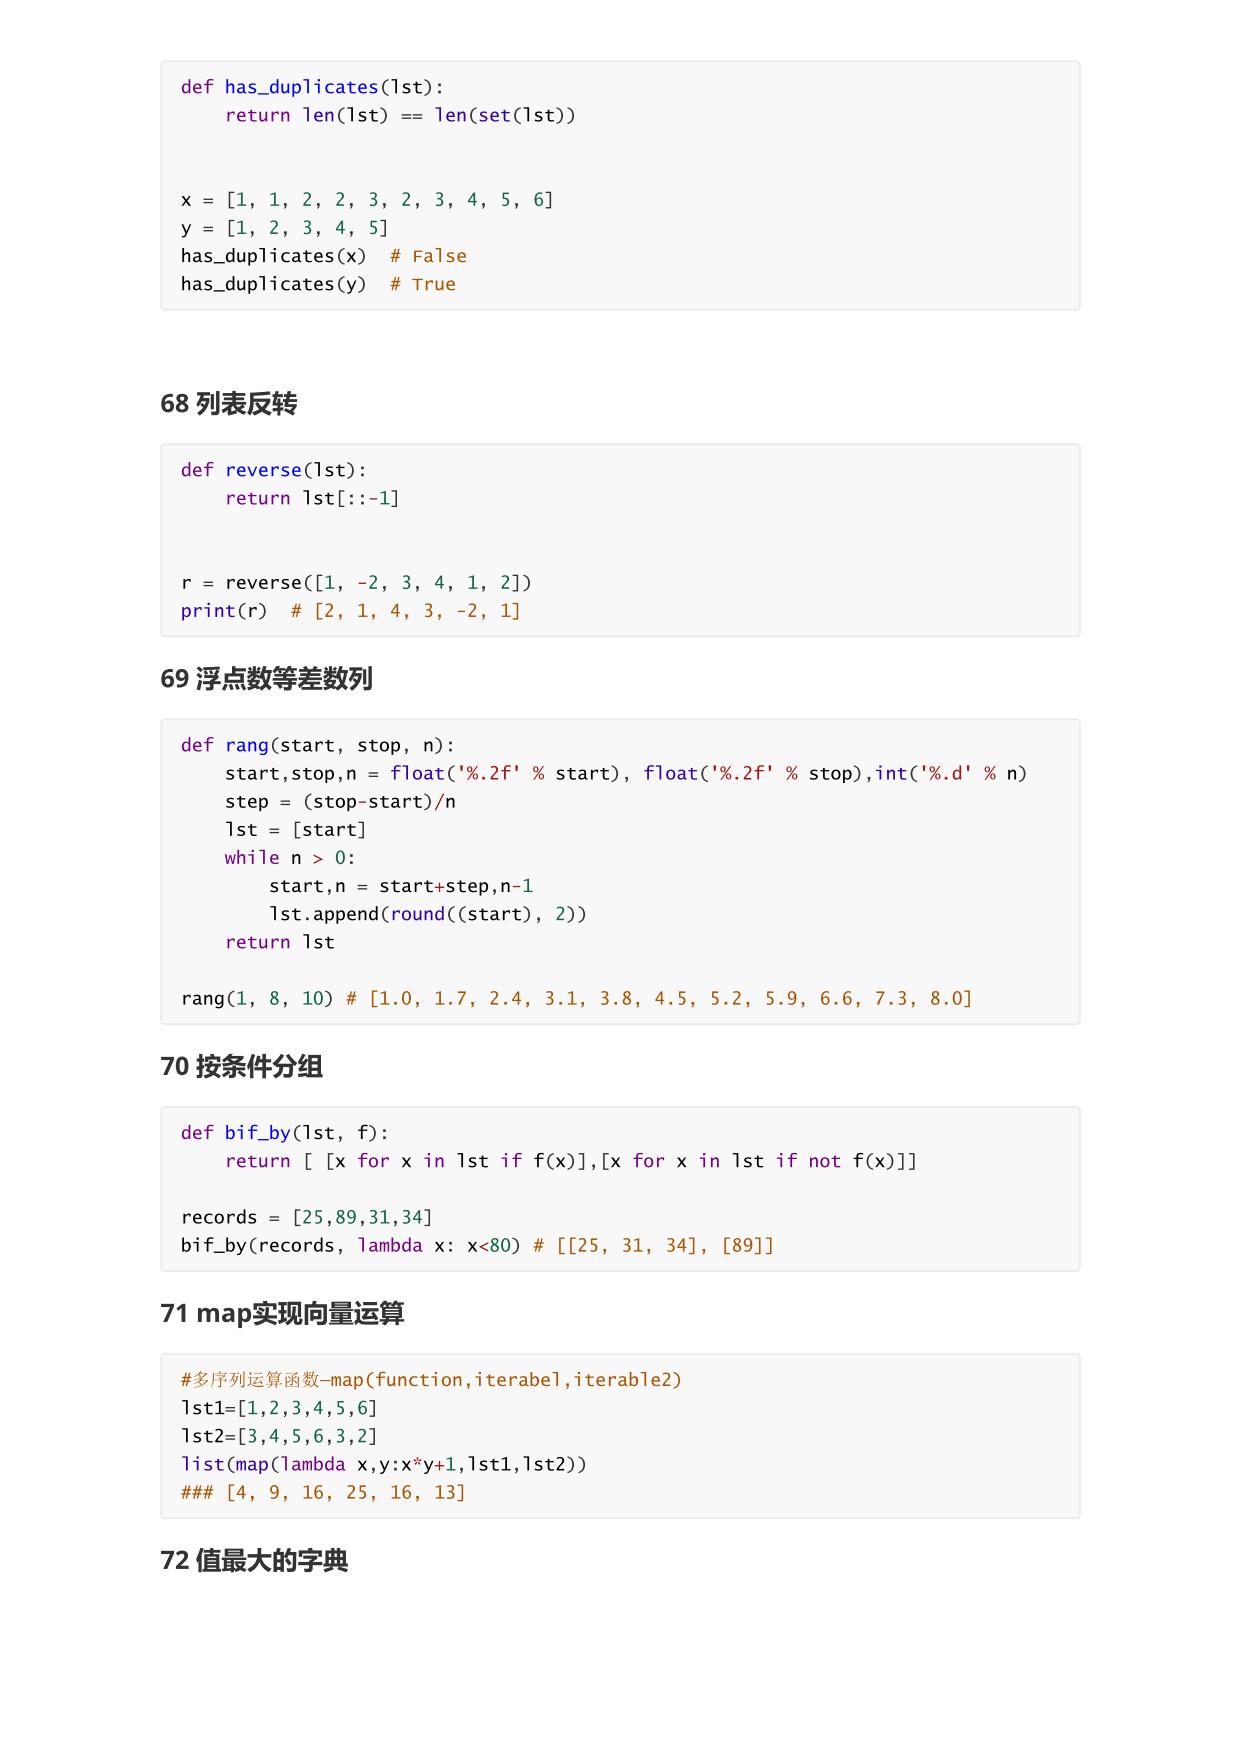 def has_duplicates(lst):
    return len(lst) == len(set(lst))
x = [1, 1, 2, 2, 3, 2, 3, 4, 5, 6]
y = [1, 2, 3, 4, 5]
has_duplicates(x)  # False
has_duplicates(y)  # True
68 列表反转
def reverse(lst):
    return lst[::-1]
r = reverse([1, -2, 3, 4, 1, 2])
print(r)  # [2, 1, 4, 3, -2, 1]
69 浮点数等差数列
def rang(start, stop, n):
    start,stop,n = float('%.2f' % start), float('%.2f' % stop),int('%.d' % n)
    step = (stop-start)/n
    lst = [start]
    while n > 0:
        start,n = start+step,n-1
        lst.append(round((start), 2))
    return lst
rang(1, 8, 10) # [1.0, 1.7, 2.4, 3.1, 3.8, 4.5, 5.2, 5.9, 6.6, 7.3, 8.0]
70 按条件分组
def bif_by(lst, f):
    return [ [x for x in lst if f(x)],[x for x in lst if not f(x)]]
records = [25,89,31,34]
bif_by(records, lambda x: x<80) # [[25, 31, 34], [89]]
71 map实现向量运算
#多序列运算函数—map(function,iterabel,iterable2)
lst1=[1,2,3,4,5,6]
lst2=[3,4,5,6,3,2]
list(map(lambda x,y:x*y+1,lst1,lst2))
### [4, 9, 16, 25, 16, 13]
72 值最大的字典